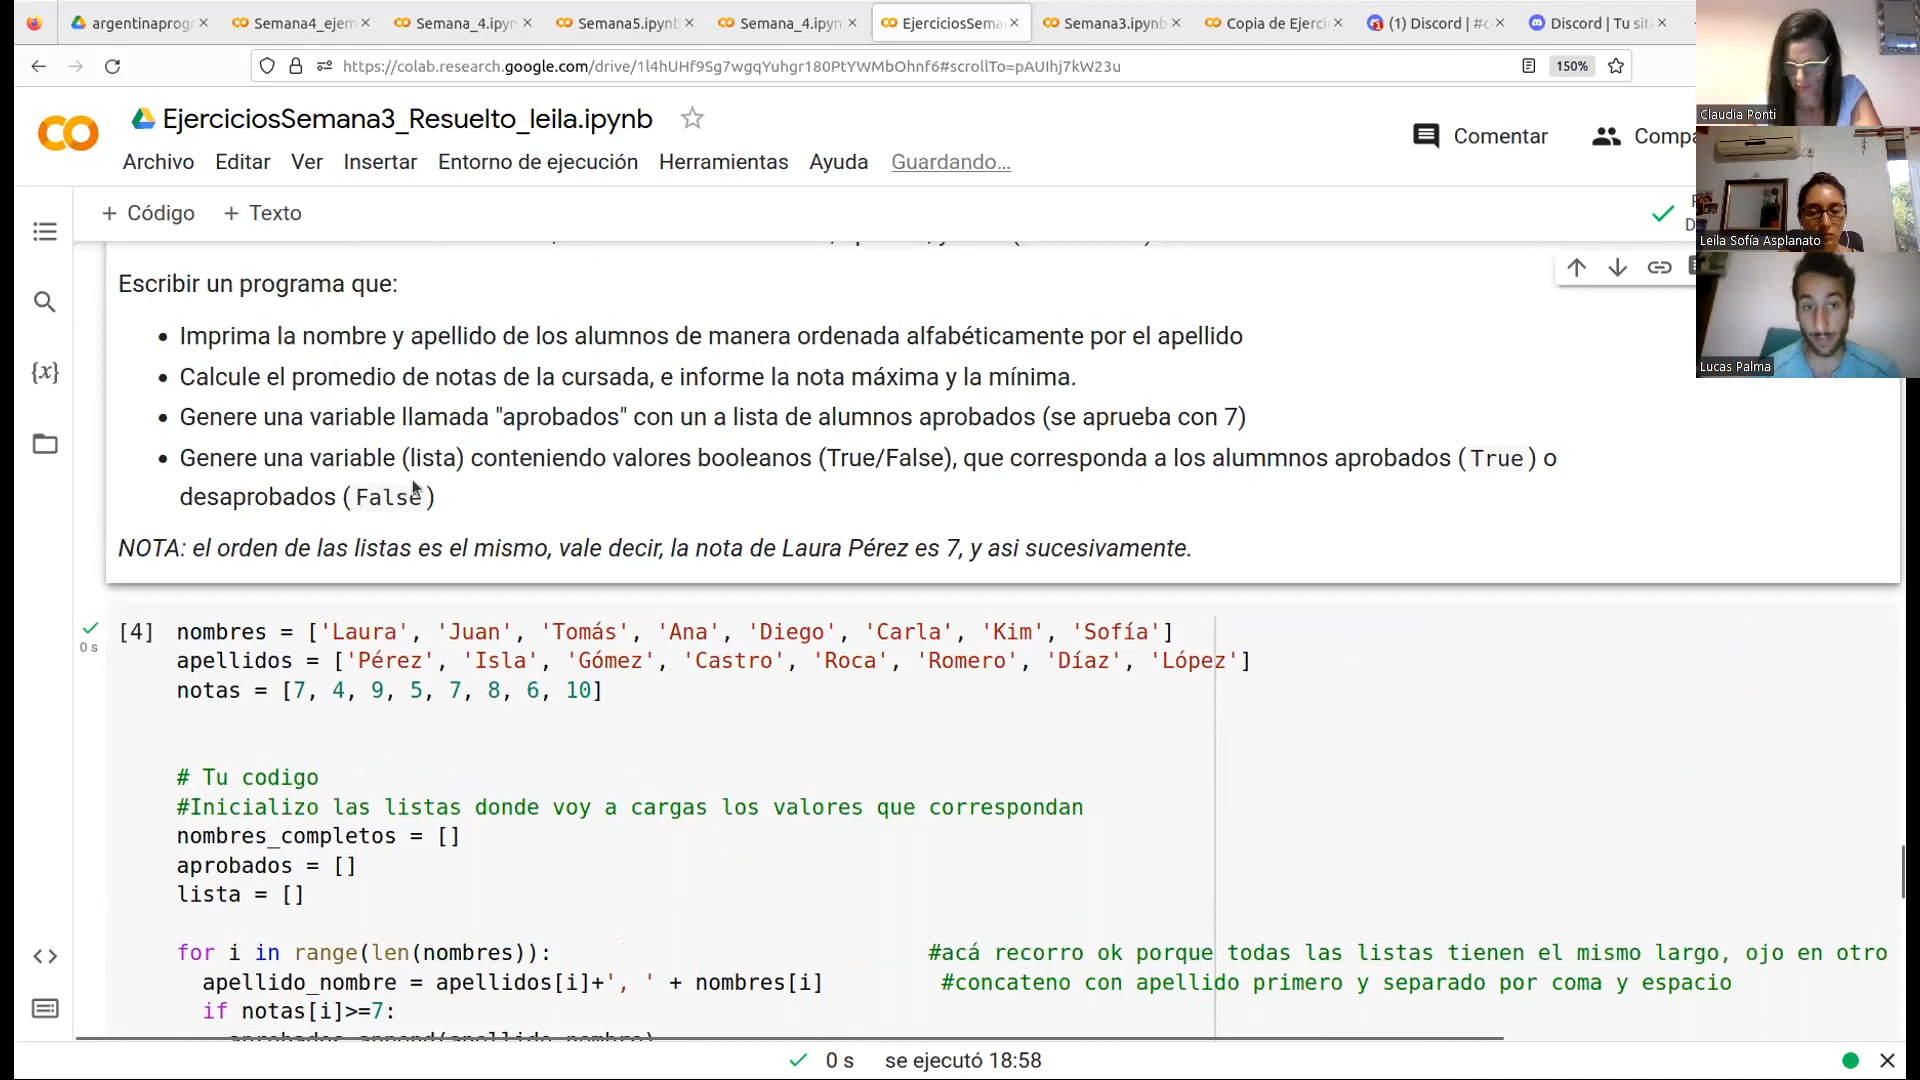 argentinaprogr
Semana4_ejem
Semana_4.ipyn
Semana5.ipynb
Semana_4.ipyn
EjerciciosSema
Semana3.ipynb
Copia de Ejerci
(1) Discord | #c
Discord | Tu sit
https://colab.research.google.com/drive/1l4hUHf9Sg7wgqYuhgr180PtYWMbOhnf6#scrollTo=pAUIhj7kW23u
150%
EjerciciosSemana3_Resuelto_leila.ipynb
Comentar
Compa
Archivo Editar Ver Insertar Entorno de ejecución Herramientas Ayuda Guardando...
+ Código + Texto
Claudia Ponti
Leila Sofía Asplanato
Lucas Palma
Escribir un programa que:
• Imprima la nombre y apellido de los alumnos de manera ordenada alfabéticamente por el apellido
• Calcule el promedio de notas de la cursada, e informe la nota máxima y la mínima.
• Genere una variable llamada "aprobados" con un a lista de alumnos aprobados (se aprueba con 7)
• Genere una variable (lista) conteniendo valores booleanos (True/False), que corresponda a los alummnos aprobados (True) o
desaprobados (False)
NOTA: el orden de las listas es el mismo, vale decir, la nota de Laura Pérez es 7, y asi sucesivamente.
0 s
[4] nombres = ['Laura', 'Juan', 'Tomás', 'Ana', 'Diego', 'Carla', 'Kim', 'Sofía']
apellidos = ['Pérez', 'Isla', 'Gómez', 'Castro', 'Roca', 'Romero', 'Díaz', 'López']
notas = [7, 4, 9, 5, 7, 8, 6, 10]
# Tu codigo
#Inicializo las listas donde voy a cargas los valores que correspondan
nombres_completos = []
aprobados = []
lista = []
for i in range(len(nombres)): #acá recorro ok porque todas las listas tienen el mismo largo, ojo en otro
apellido_nombre = apellidos[i]+', ' + nombres[i] #concateno con apellido primero y separado por coma y espacio
if notas[i]>=7:
aprobados.append(apellido_nombre)
0 s se ejecutó 18:58